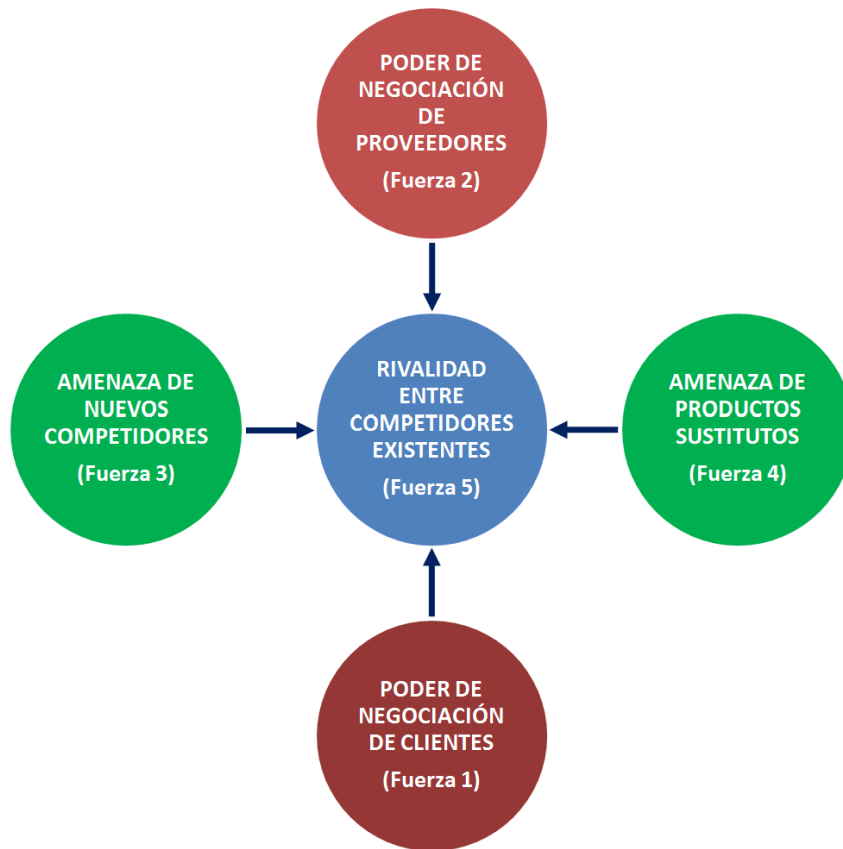 PODER DE
NEGOCIACIÓN
DE
PROVEEDORES
(Fuerza 2)
AMENAZA DE
NUEVOS
COMPETIDORES
(Fuerza 3)
RIVALIDAD
ENTRE
COMPETIDORES
EXISTENTES
(Fuerza 5)
AMENAZA DE
PRODUCTOS
SUSTITUTOS
(Fuerza 4)
PODER DE
NEGOCIACIÓN
DE CLIENTES
(Fuerza 1)